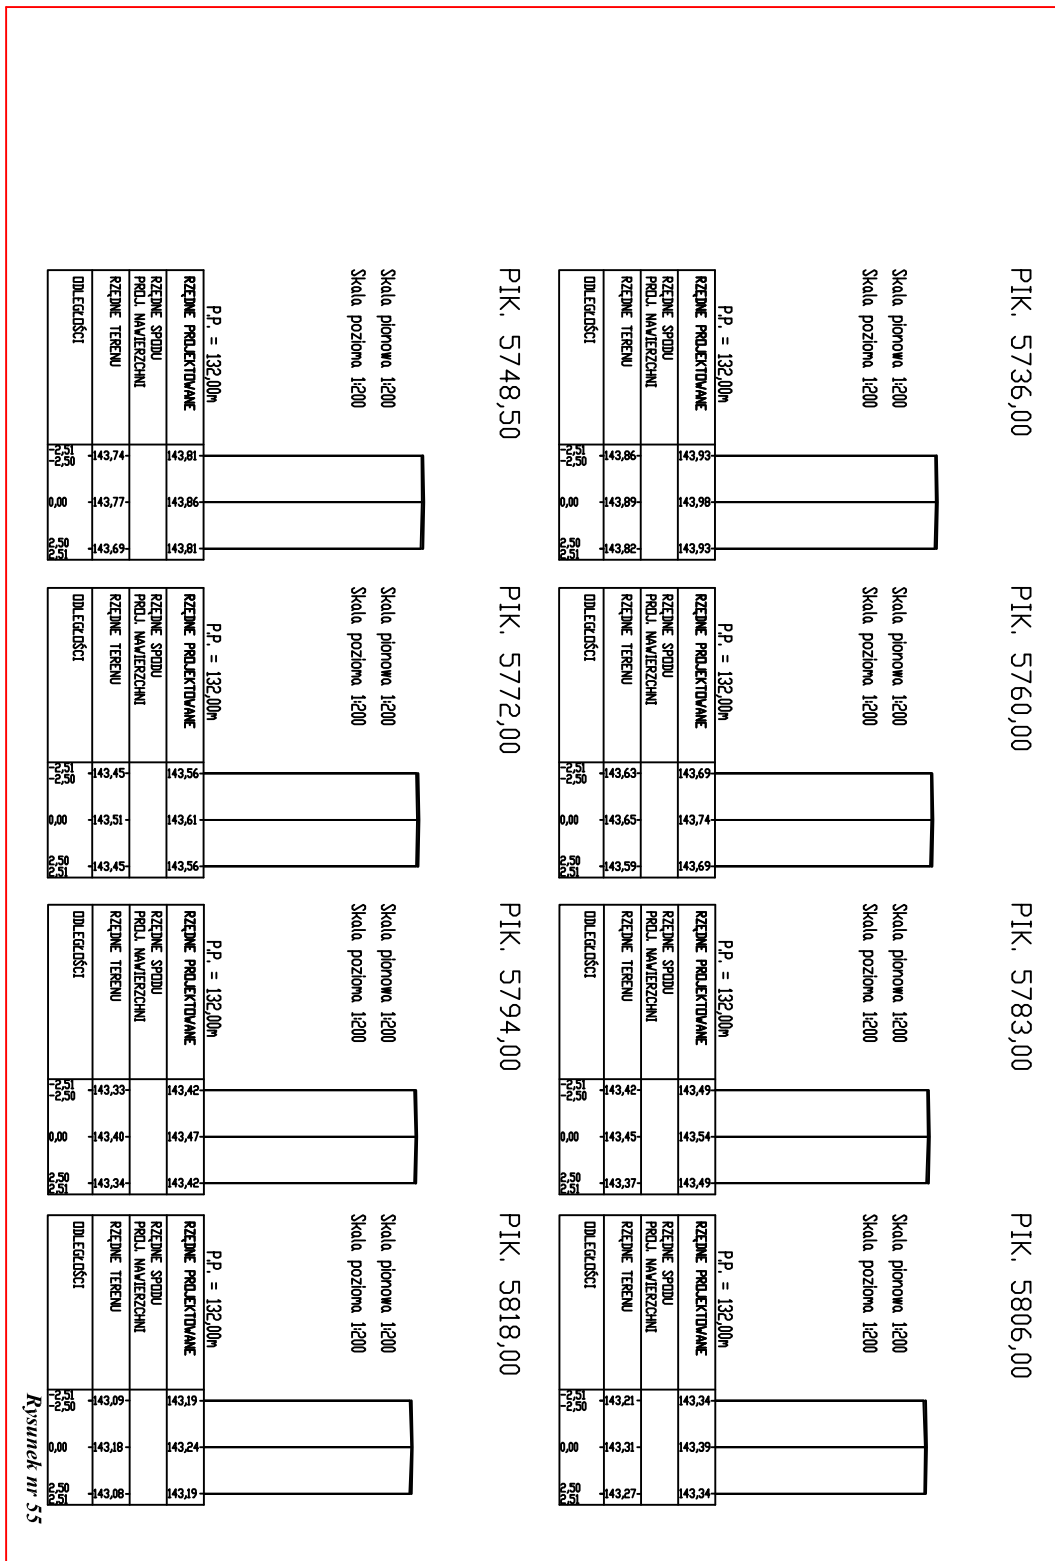 PIK. 5736,00
Skala pionowa 1:200
Skala pozioma 1:200
P.P. = 132,00m
RZĘDNE PROJEKTOWANE 143,93 143,98 143,93
RZĘDNE SPODU
PROJ. NAWIERZCHNI
RZĘDNE TERENU 143,86 143,89 143,82
ODLEGŁOŚCI -2,51 -2,50 0,00 2,50 2,51
PIK. 5760,00
Skala pionowa 1:200
Skala pozioma 1:200
P.P. = 132,00m
RZĘDNE PROJEKTOWANE 143,69 143,74 143,69
RZĘDNE SPODU
PROJ. NAWIERZCHNI
RZĘDNE TERENU 143,63 143,65 143,59
ODLEGŁOŚCI -2,51 -2,50 0,00 2,50 2,51
PIK. 5783,00
Skala pionowa 1:200
Skala pozioma 1:200
P.P. = 132,00m
RZĘDNE PROJEKTOWANE 143,49 143,54 143,49
RZĘDNE SPODU
PROJ. NAWIERZCHNI
RZĘDNE TERENU 143,42 143,45 143,37
ODLEGŁOŚCI -2,51 -2,50 0,00 2,50 2,51
PIK. 5806,00
Skala pionowa 1:200
Skala pozioma 1:200
P.P. = 132,00m
RZĘDNE PROJEKTOWANE 143,34 143,39 143,34
RZĘDNE SPODU
PROJ. NAWIERZCHNI
RZĘDNE TERENU 143,21 143,31 143,27
ODLEGŁOŚCI -2,51 -2,50 0,00 2,50 2,51
PIK. 5748,50
Skala pionowa 1:200
Skala pozioma 1:200
P.P. = 132,00m
RZĘDNE PROJEKTOWANE 143,81 143,86 143,81
RZĘDNE SPODU
PROJ. NAWIERZCHNI
RZĘDNE TERENU 143,74 143,77 143,69
ODLEGŁOŚCI -2,51 -2,50 0,00 2,50 2,51
PIK. 5772,00
Skala pionowa 1:200
Skala pozioma 1:200
P.P. = 132,00m
RZĘDNE PROJEKTOWANE 143,56 143,61 143,56
RZĘDNE SPODU
PROJ. NAWIERZCHNI
RZĘDNE TERENU 143,45 143,51 143,45
ODLEGŁOŚCI -2,51 -2,50 0,00 2,50 2,51
PIK. 5794,00
Skala pionowa 1:200
Skala pozioma 1:200
P.P. = 132,00m
RZĘDNE PROJEKTOWANE 143,42 143,47 143,42
RZĘDNE SPODU
PROJ. NAWIERZCHNI
RZĘDNE TERENU 143,33 143,40 143,34
ODLEGŁOŚCI -2,51 -2,50 0,00 2,50 2,51
PIK. 5818,00
Skala pionowa 1:200
Skala pozioma 1:200
P.P. = 132,00m
RZĘDNE PROJEKTOWANE 143,19 143,24 143,19
RZĘDNE SPODU
PROJ. NAWIERZCHNI
RZĘDNE TERENU 143,09 143,18 143,08
ODLEGŁOŚCI -2,51 -2,50 0,00 2,50 2,51
Rysunek nr 55